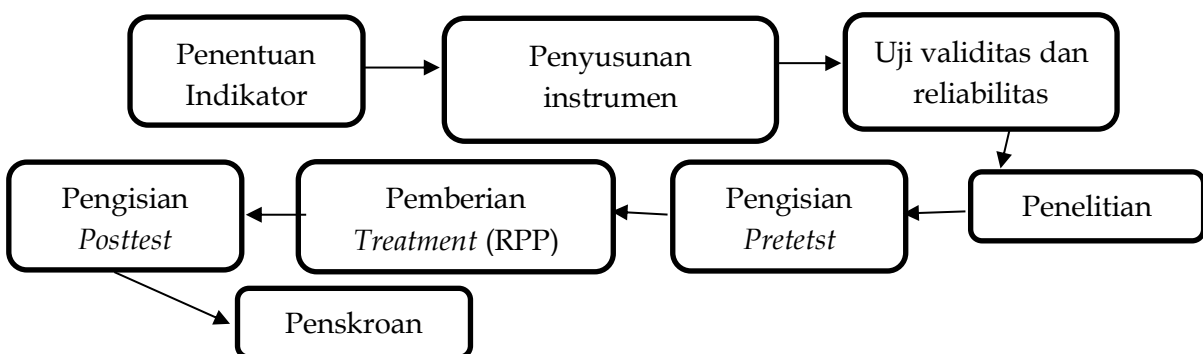 Penentuan
Indikator
Penyusunan
instrumen
Uji validitas dan
reliabilitas
Penelitian
Pengisian
Pretetst
Pemberian
Treatment (RPP)
Pengisian
Posttest
Penskroan